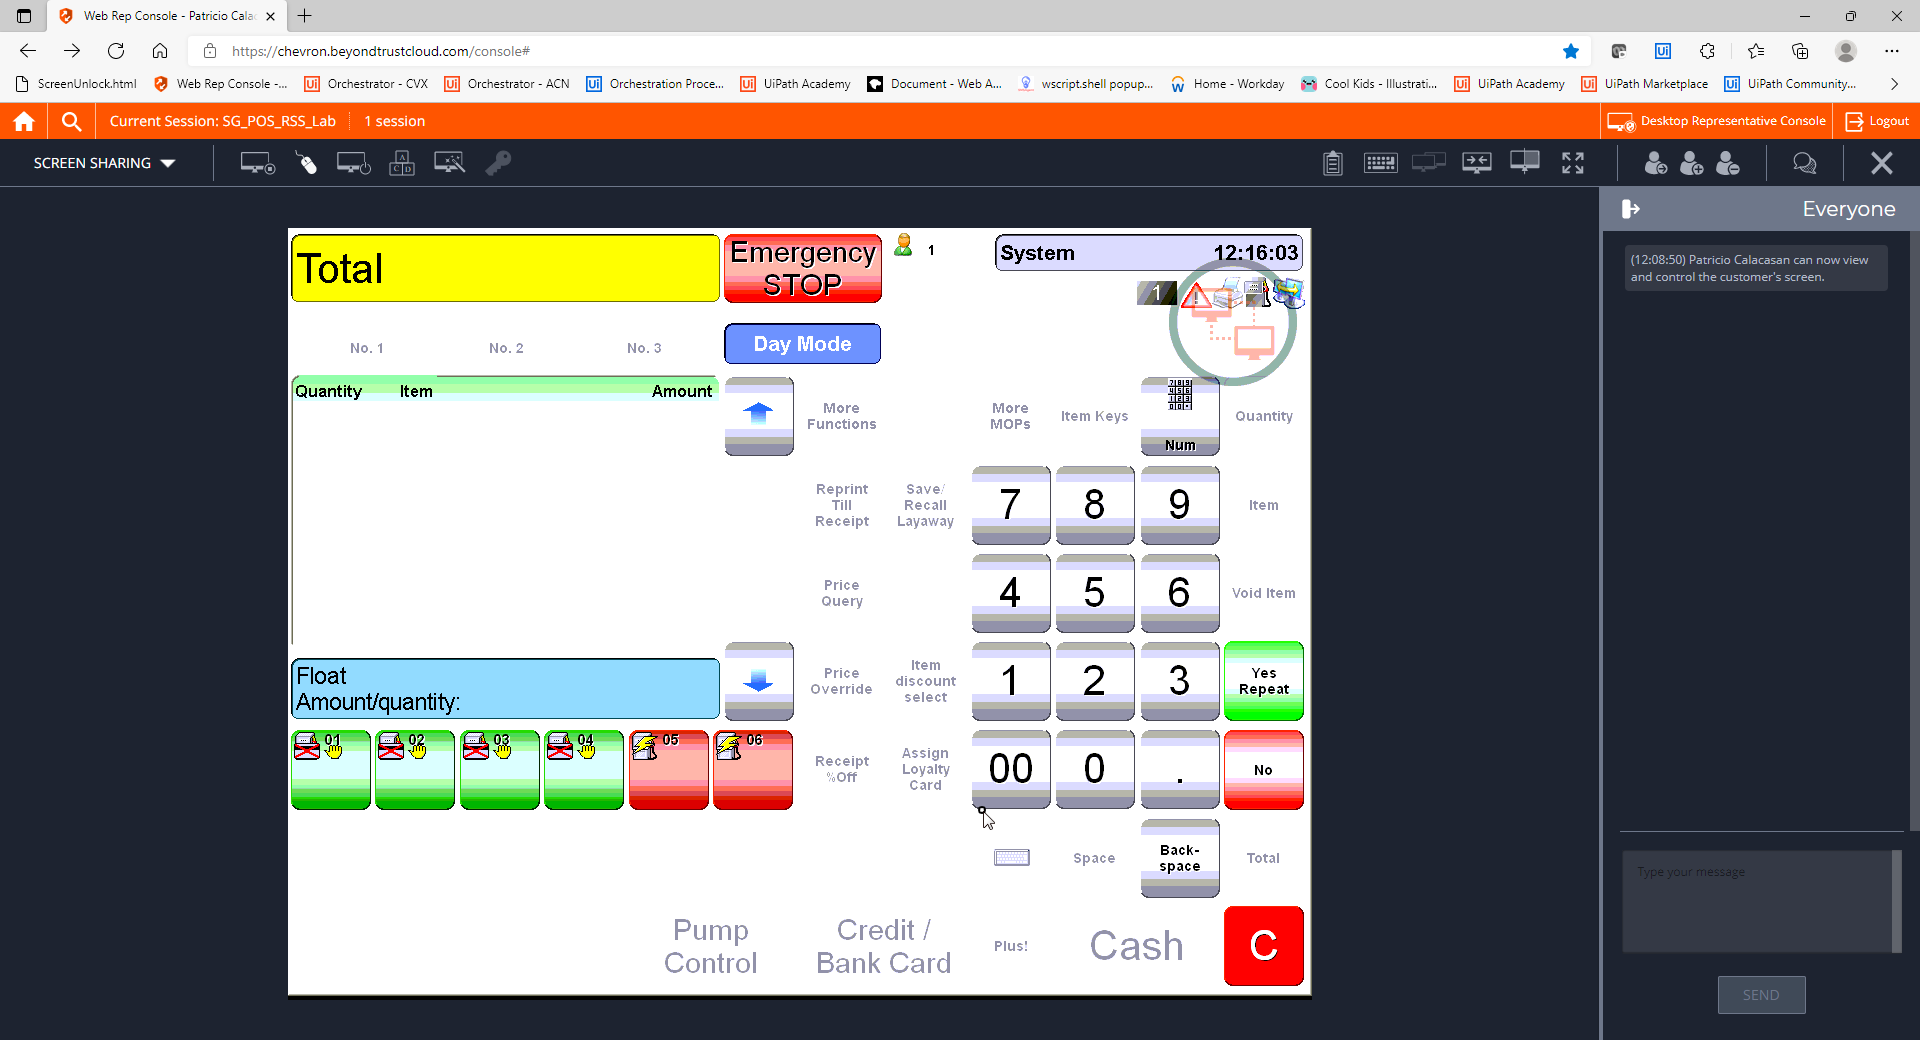 Web Rep Console - Patricio Cala
https://chevron.beyondtrustcloud.com/console#
ScreenUnlock.html
Web Rep Console -...
Orchestrator - CVX
Orchestrator - ACN
Orchestration Proce...
UiPath Academy
Document - Web A...
wscript.shell popup...
Home - Workday
Cool Kids - Illustrati...
UiPath Academy
UiPath Marketplace
UiPath Community...
Current Session: SG_POS_RSS_Lab
1 session
Desktop Representative Console
Logout
SCREEN SHARING
Everyone
(12:08:50) Patricio Calacasan can now view
and control the customer's screen.
Total
Emergency
STOP
1
System 12:16:03
1
No. 1
No. 2
No. 3
Day Mode
Quantity Item Amount
More
Functions
More
MOPs
Item Keys
Num
Quantity
Reprint
Till
Receipt
Save/
Recall
Layaway
7
8
9
Item
Price
Query
4
5
6
Void Item
Float
Amount/quantity:
Price
Override
Item
discount
select
1
2
3
Yes
Repeat
01
02
03
04
05
06
Receipt
%Off
Assign
Loyalty
Card
00
0
.
No
Space
Back-
space
Total
Pump
Control
Credit /
Bank Card
Plus!
Cash
C
Type your message
SEND